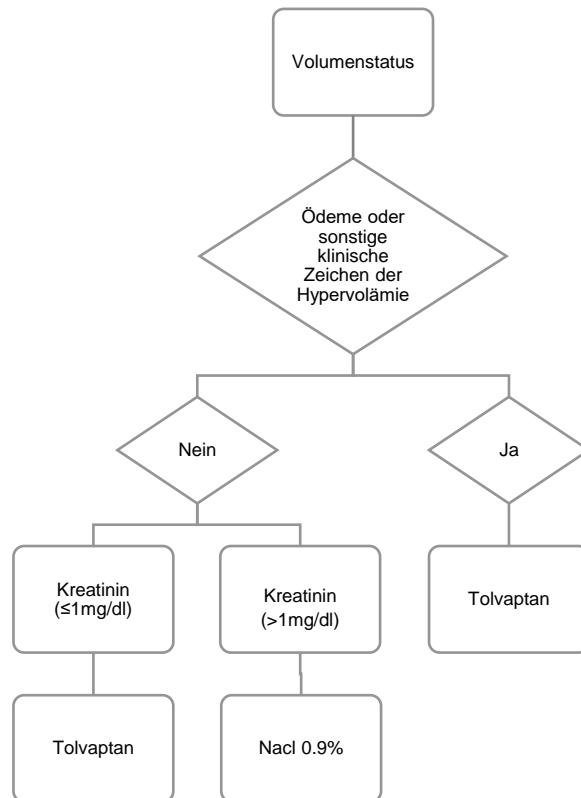 Volumenstatus
Ödeme oder
sonstige
klinische
Zeichen der
Hypervolämie
Nein
Ja
Kreatinin
(≤1mg/dl)
Kreatinin
(>1mg/dl)
Tolvaptan
Tolvaptan
Nacl 0.9%